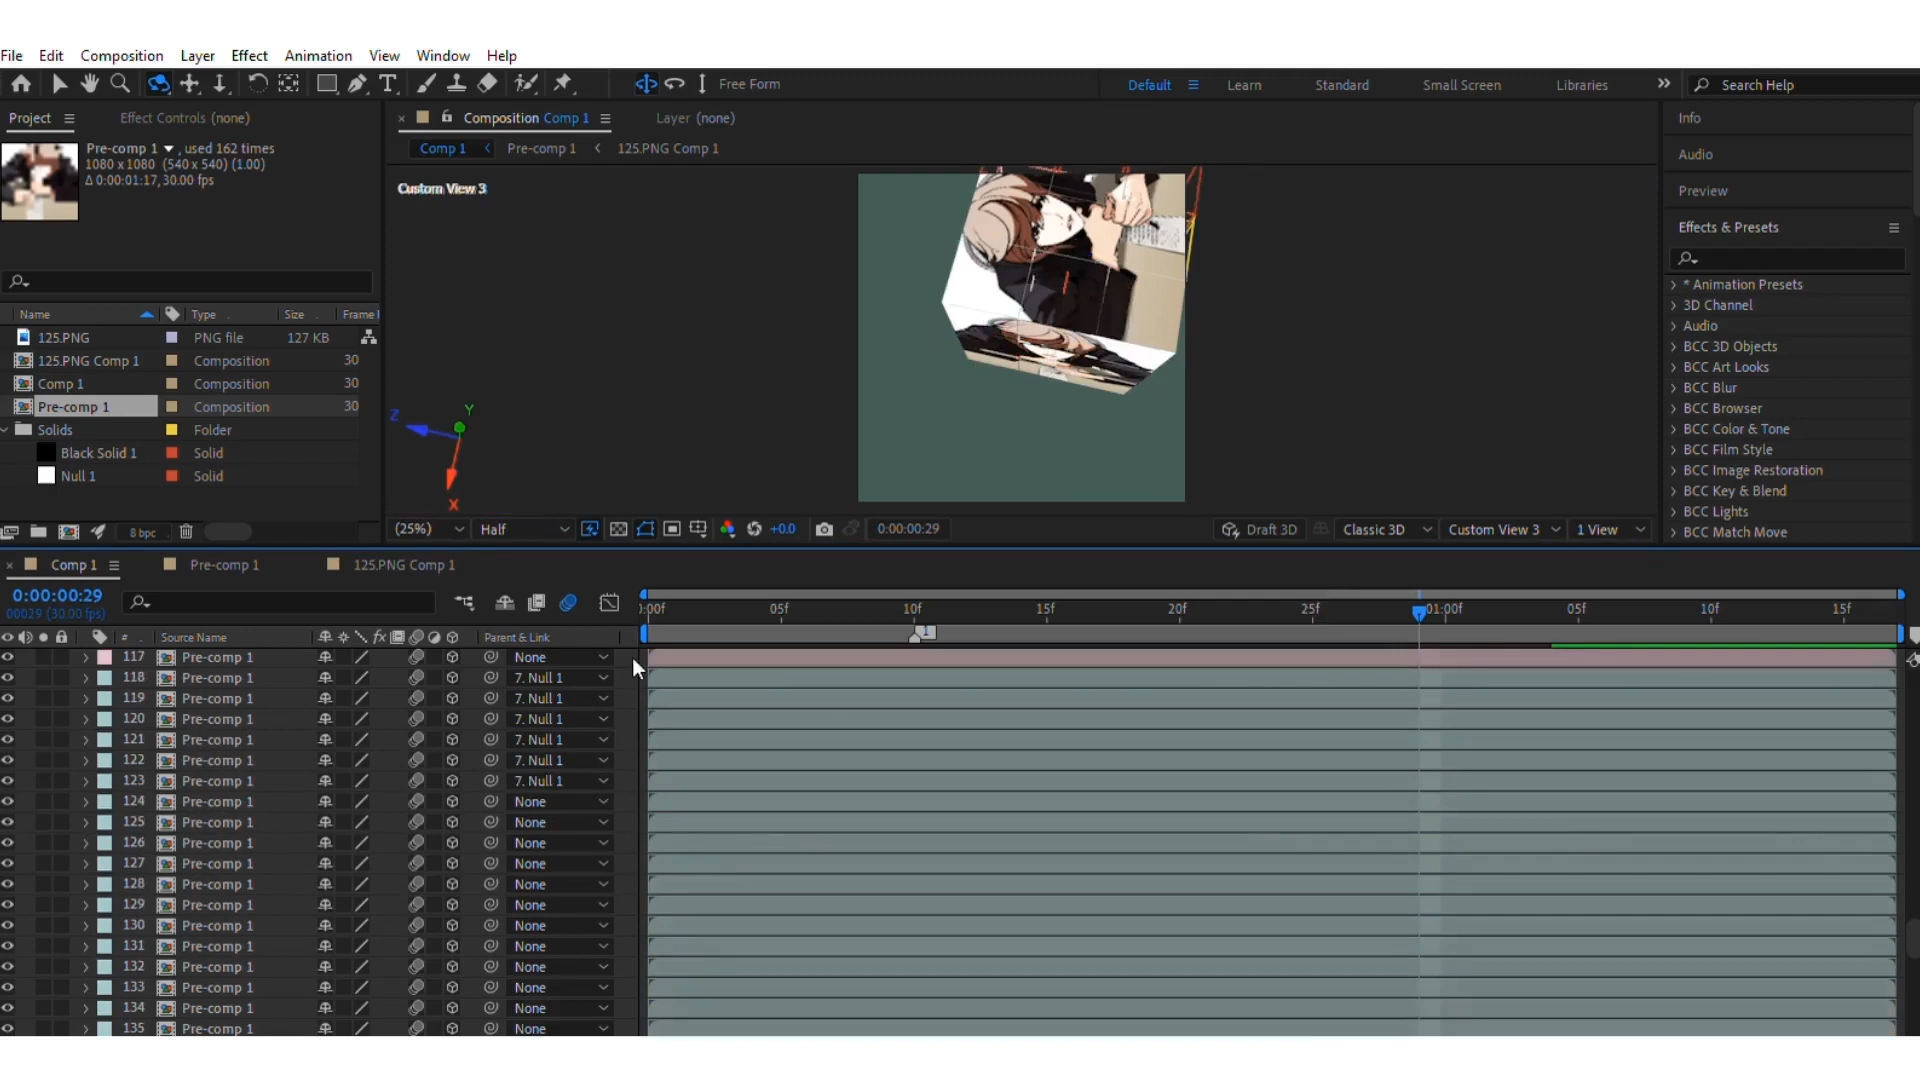 File Edit Composition Layer Effect Animation View Window Help
Free Form
Default Learn Standard Small Screen Libraries Search Help
Project Effect Controls (none)
Pre-comp 1 , used 162 times
1080 x 1080 (540 x 540) (1.00)
Δ 0:00:01:17, 30.00 fps
Name Type Size Frame
125.PNG PNG file 127 KB
125.PNG Comp 1 Composition 30
Comp 1 Composition 30
Pre-comp 1 Composition 30
Solids Folder
Black Solid 1 Solid
Null 1 Solid
8 bpc
Composition Comp 1 Layer (none)
Comp 1 Pre-comp 1 125.PNG Comp 1
Custom View 3
Z Y X
(25%) Half +0.0 0:00:00:29 Draft 3D Classic 3D Custom View 3 1 View
Info
Audio
Preview
Effects & Presets
* Animation Presets
3D Channel
Audio
BCC 3D Objects
BCC Art Looks
BCC Blur
BCC Browser
BCC Color & Tone
BCC Film Style
BCC Image Restoration
BCC Key & Blend
BCC Lights
BCC Match Move
Comp 1 Pre-comp 1 125.PNG Comp 1
0:00:00:29
00029 (30.00 fps)
):00f 05f 10f 15f 20f 25f 01:00f 05f 10f 15f
1
# Source Name fx Parent & Link
117 Pre-comp 1 None
118 Pre-comp 1 7. Null 1
119 Pre-comp 1 7. Null 1
120 Pre-comp 1 7. Null 1
121 Pre-comp 1 7. Null 1
122 Pre-comp 1 7. Null 1
123 Pre-comp 1 7. Null 1
124 Pre-comp 1 None
125 Pre-comp 1 None
126 Pre-comp 1 None
127 Pre-comp 1 None
128 Pre-comp 1 None
129 Pre-comp 1 None
130 Pre-comp 1 None
131 Pre-comp 1 None
132 Pre-comp 1 None
133 Pre-comp 1 None
134 Pre-comp 1 None
135 Pre-comp 1 None